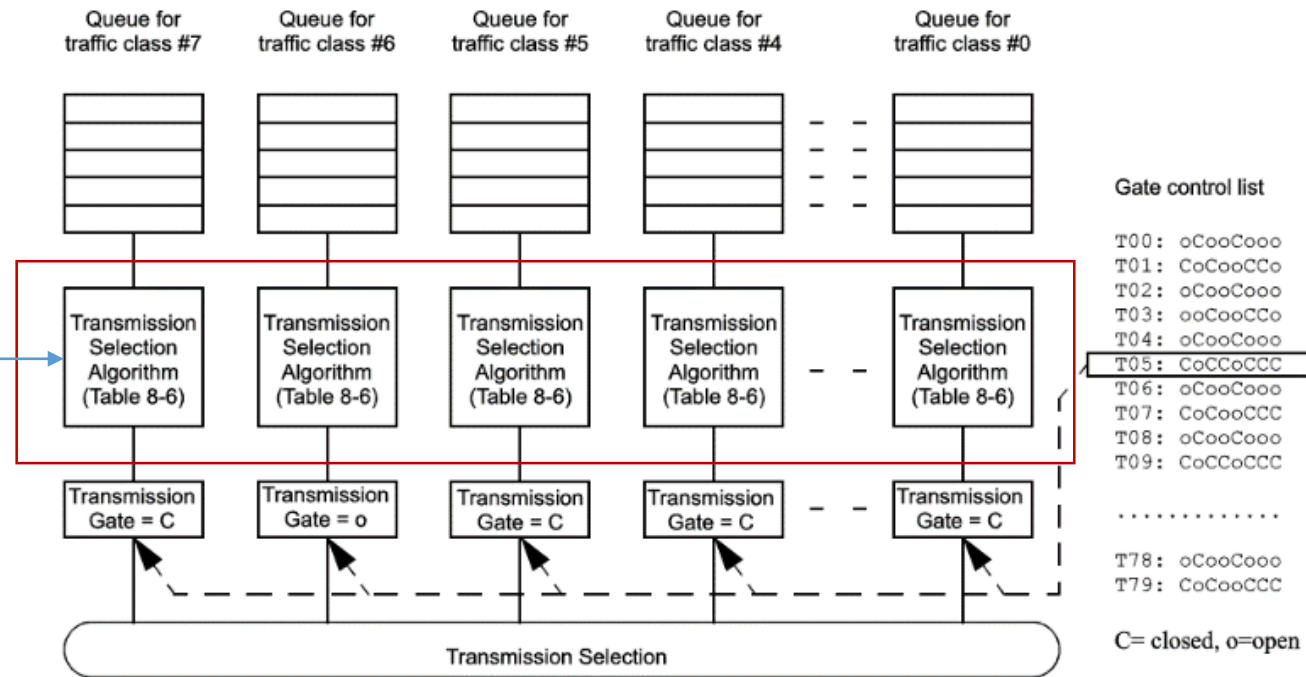 Queue for
traffic class #7
Queue for
traffic class #6
Queue for
traffic class #5
Queue for
traffic class #4
Queue for
traffic class #0
Transmission
Selection
Algorithm
(Table 8-6)
Transmission
Selection
Algorithm
(Table 8-6)
Transmission
Selection
Algorithm
(Table 8-6)
Transmission
Selection
Algorithm
(Table 8-6)
Transmission
Selection
Algorithm
(Table 8-6)
Transmission
Gate = C
Transmission
Gate = o
Transmission
Gate = C
Transmission
Gate = C
Transmission
Gate = C
Transmission Selection
Gate control list
T00: oCooCooo
T01: CoCooCCo
T02: oCooCooo
T03: ooCooCCo
T04: oCooCooo
T05: CoCCoCCC
T06: oCooCooo
T07: CoCooCCC
T08: oCooCooo
T09: CoCCoCCC
. . . . . . . . . . . . .
T78: oCooCooo
T79: CoCooCCC
C= closed, o=open